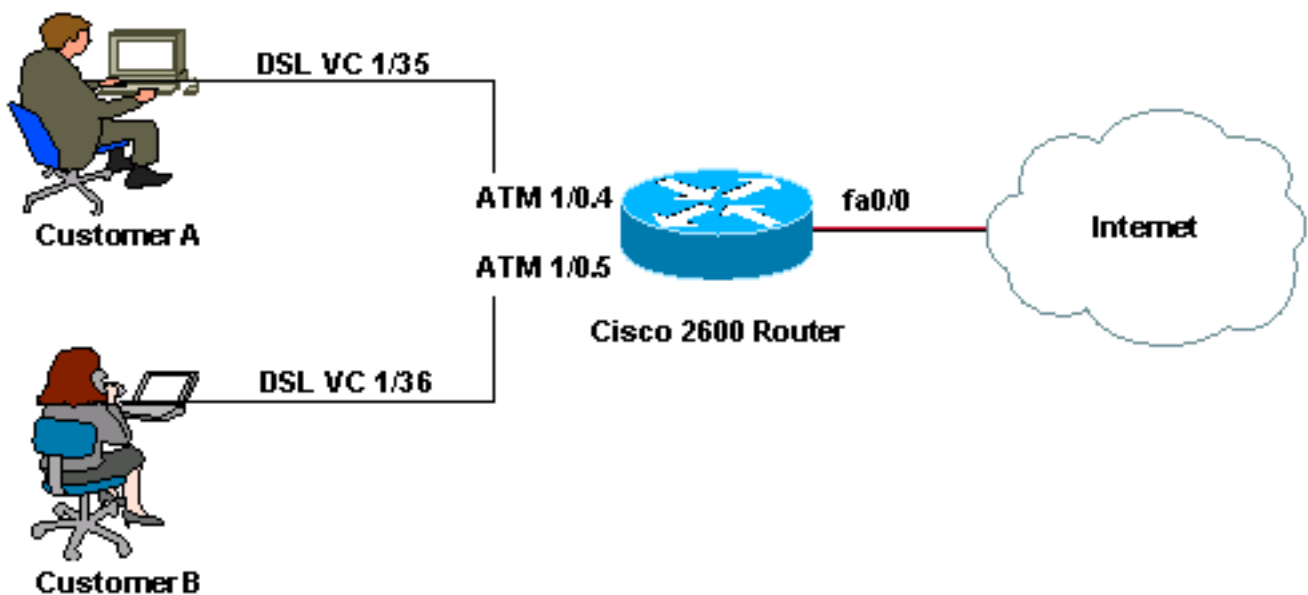 DSL VC 1/35
Customer A
ATM 1/0.4
ATM 1/0.5
fa0/0
Internet
Cisco 2600 Router
DSL VC 1/36
Customer B